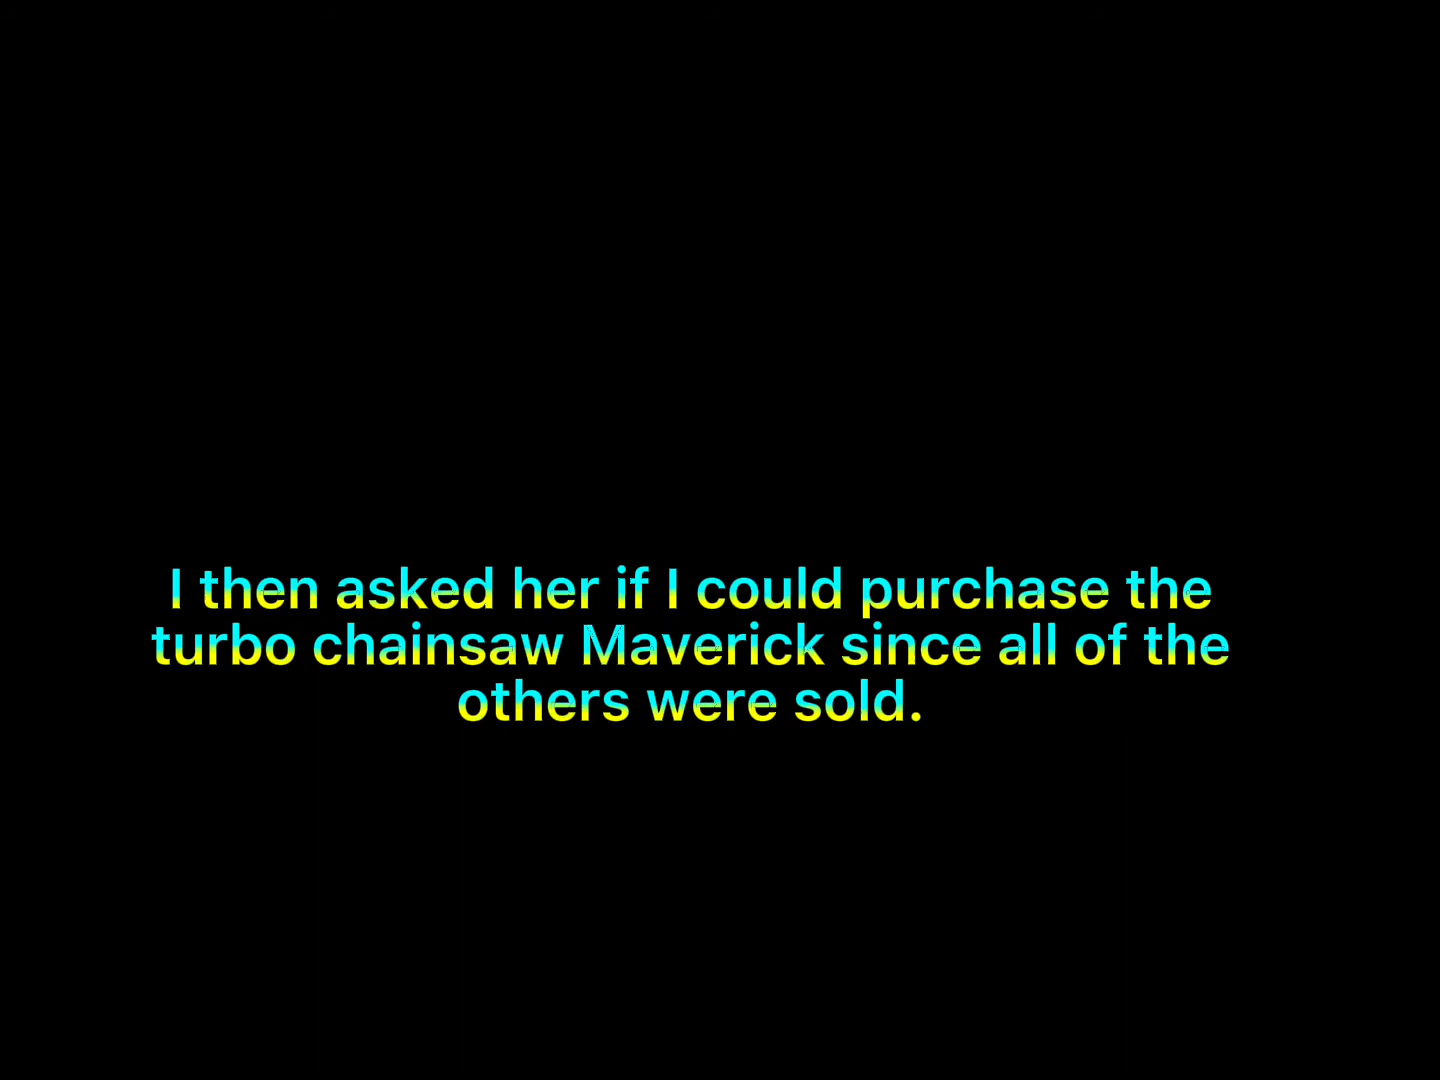 I then asked her if I could purchase the
turbo chainsaw Maverick since all of the
others were sold.